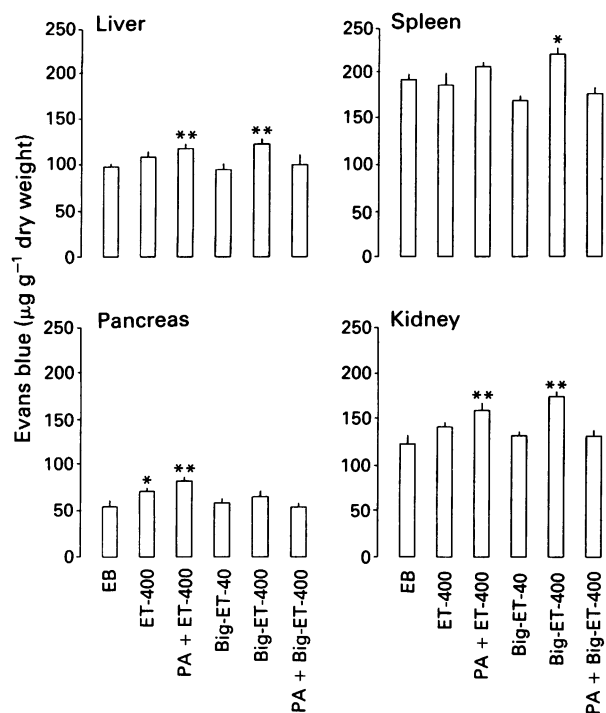 Liver
250
200
150
100
50
0
** **
Spleen
250
200
150
100
50
0
*
Evans blue (μg g⁻¹ dry weight)
Pancreas
250
200
150
100
50
0
* **
EB
ET-400
PA + ET-400
Big-ET-40
Big-ET-400
PA + Big-ET-400
Kidney
250
200
150
100
50
0
** **
EB
ET-400
PA + ET-400
Big-ET-40
Big-ET-400
PA + Big-ET-400